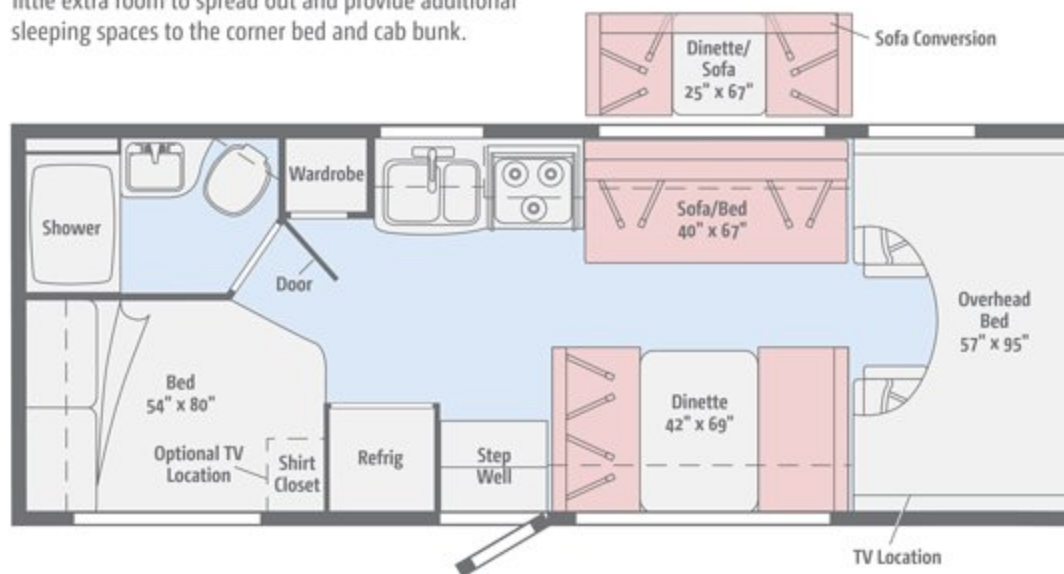 little extra room to spread out and provide additional
sleeping spaces to the corner bed and cab bunk.
Sofa Conversion
Dinette/
Sofa
25" x 67"
Wardrobe
Shower
Sofa/Bed
40" x 67"
Door
Overhead
Bed
57" x 95"
Bed
54" x 80"
Dinette
42" x 69"
Optional TV
Location
Shirt
Closet
Refrig
Step
Well
TV Location